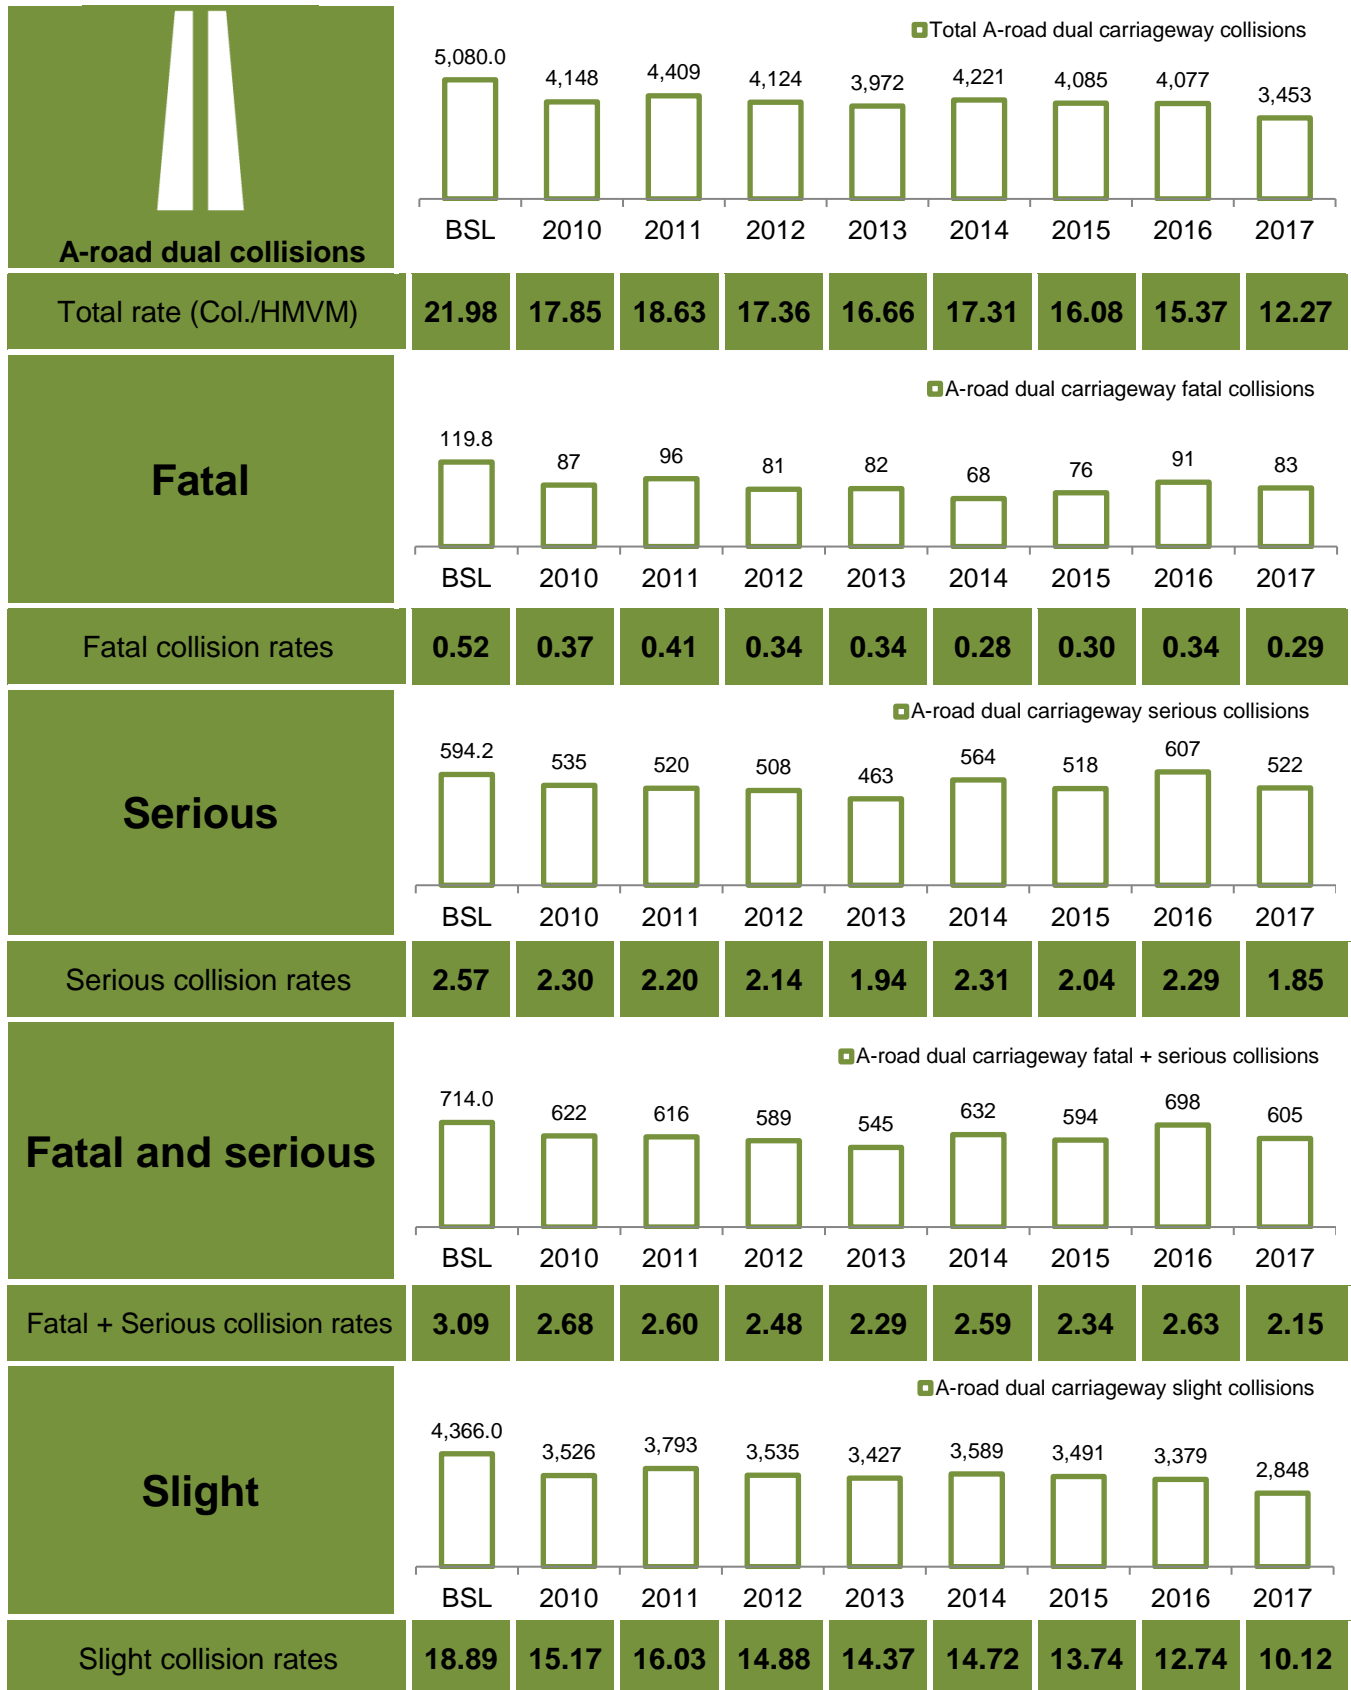 Total A-road dual carriageway collisions
5,080.0 4,148 4,409 4,124 3,972 4,221 4,085 4,077 3,453
BSL 2010 2011 2012 2013 2014 2015 2016 2017
A-road dual collisions
Total rate (Col./HMVM) 21.98 17.85 18.63 17.36 16.66 17.31 16.08 15.37 12.27
A-road dual carriageway fatal collisions
119.8 87 96 81 82 68 76 91 83
Fatal
BSL 2010 2011 2012 2013 2014 2015 2016 2017
Fatal collision rates 0.52 0.37 0.41 0.34 0.34 0.28 0.30 0.34 0.29
A-road dual carriageway serious collisions
594.2 535 520 508 463 564 518 607 522
Serious
BSL 2010 2011 2012 2013 2014 2015 2016 2017
Serious collision rates 2.57 2.30 2.20 2.14 1.94 2.31 2.04 2.29 1.85
A-road dual carriageway fatal + serious collisions
714.0 622 616 589 545 632 594 698 605
Fatal and serious
BSL 2010 2011 2012 2013 2014 2015 2016 2017
Fatal + Serious collision rates 3.09 2.68 2.60 2.48 2.29 2.59 2.34 2.63 2.15
A-road dual carriageway slight collisions
4,366.0 3,526 3,793 3,535 3,427 3,589 3,491 3,379 2,848
Slight
BSL 2010 2011 2012 2013 2014 2015 2016 2017
Slight collision rates 18.89 15.17 16.03 14.88 14.37 14.72 13.74 12.74 10.12